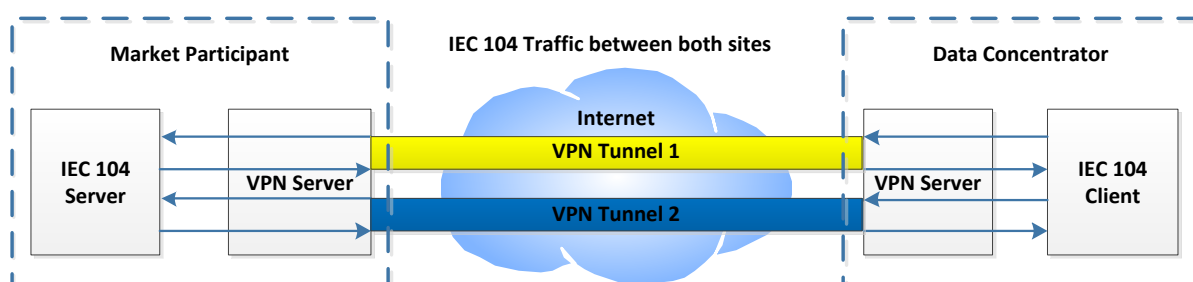 IEC 104 Traffic between both sites
Market Participant
Data Concentrator
Internet
VPN Tunnel 1
IEC 104
Server
VPN Server
VPN Server
IEC 104
Client
VPN Tunnel 2